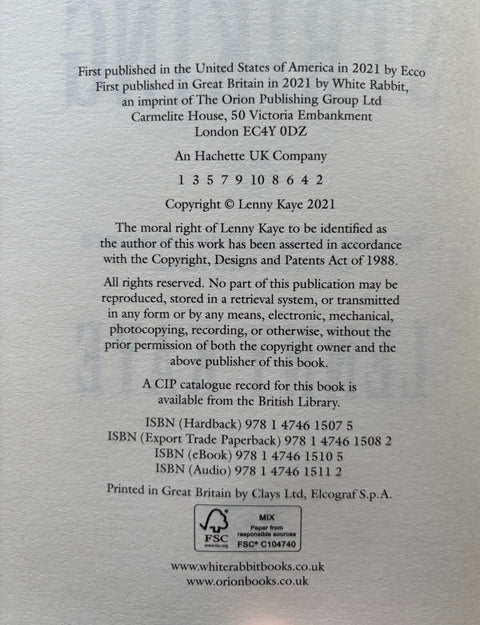 First published in the United States of America in 2021 by Ecco
First published in Great Britain in 2021 by White Rabbit,
an imprint of The Orion Publishing Group Ltd
Carmelite House, 50 Victoria Embankment
London EC4Y 0DZ
An Hachette UK Company
1 3 5 7 9 10 8 6 4 2
Copyright © Lenny Kaye 2021
The moral right of Lenny Kaye to be identified as
the author of this work has been asserted in accordance
with the Copyright, Designs and Patents Act of 1988.
All rights reserved. No part of this publication may be
reproduced, stored in a retrieval system, or transmitted
in any form or by any means, electronic, mechanical,
photocopying, recording, or otherwise, without the
prior permission of both the copyright owner and the
above publisher of this book.
A CIP catalogue record for this book is
available from the British Library.
ISBN (Hardback) 978 1 4746 1507 5
ISBN (Export Trade Paperback) 978 1 4746 1508 2
ISBN (eBook) 978 1 4746 1510 5
ISBN (Audio) 978 1 4746 1511 2
Printed in Great Britain by Clays Ltd, Elcograf S.p.A.
FSC
www.fsc.org
MIX
Paper from
responsible sources
FSC® C104740
www.whiterabbitbooks.co.uk
www.orionbooks.co.uk